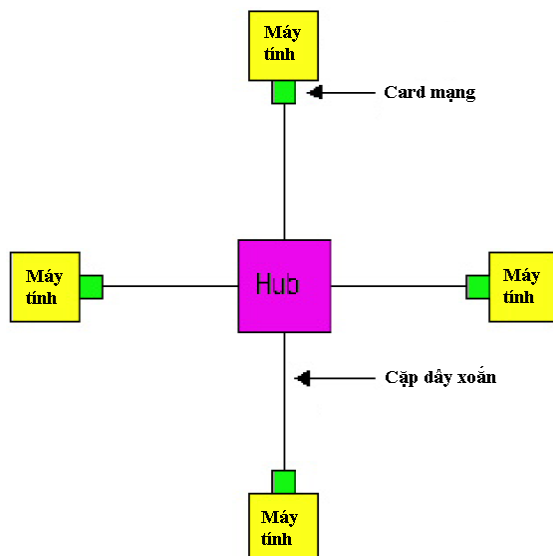 Máy
tính
Card mạng
Máy
tính
Hub
Máy
tính
Cặp dây xoắn
Máy
tính